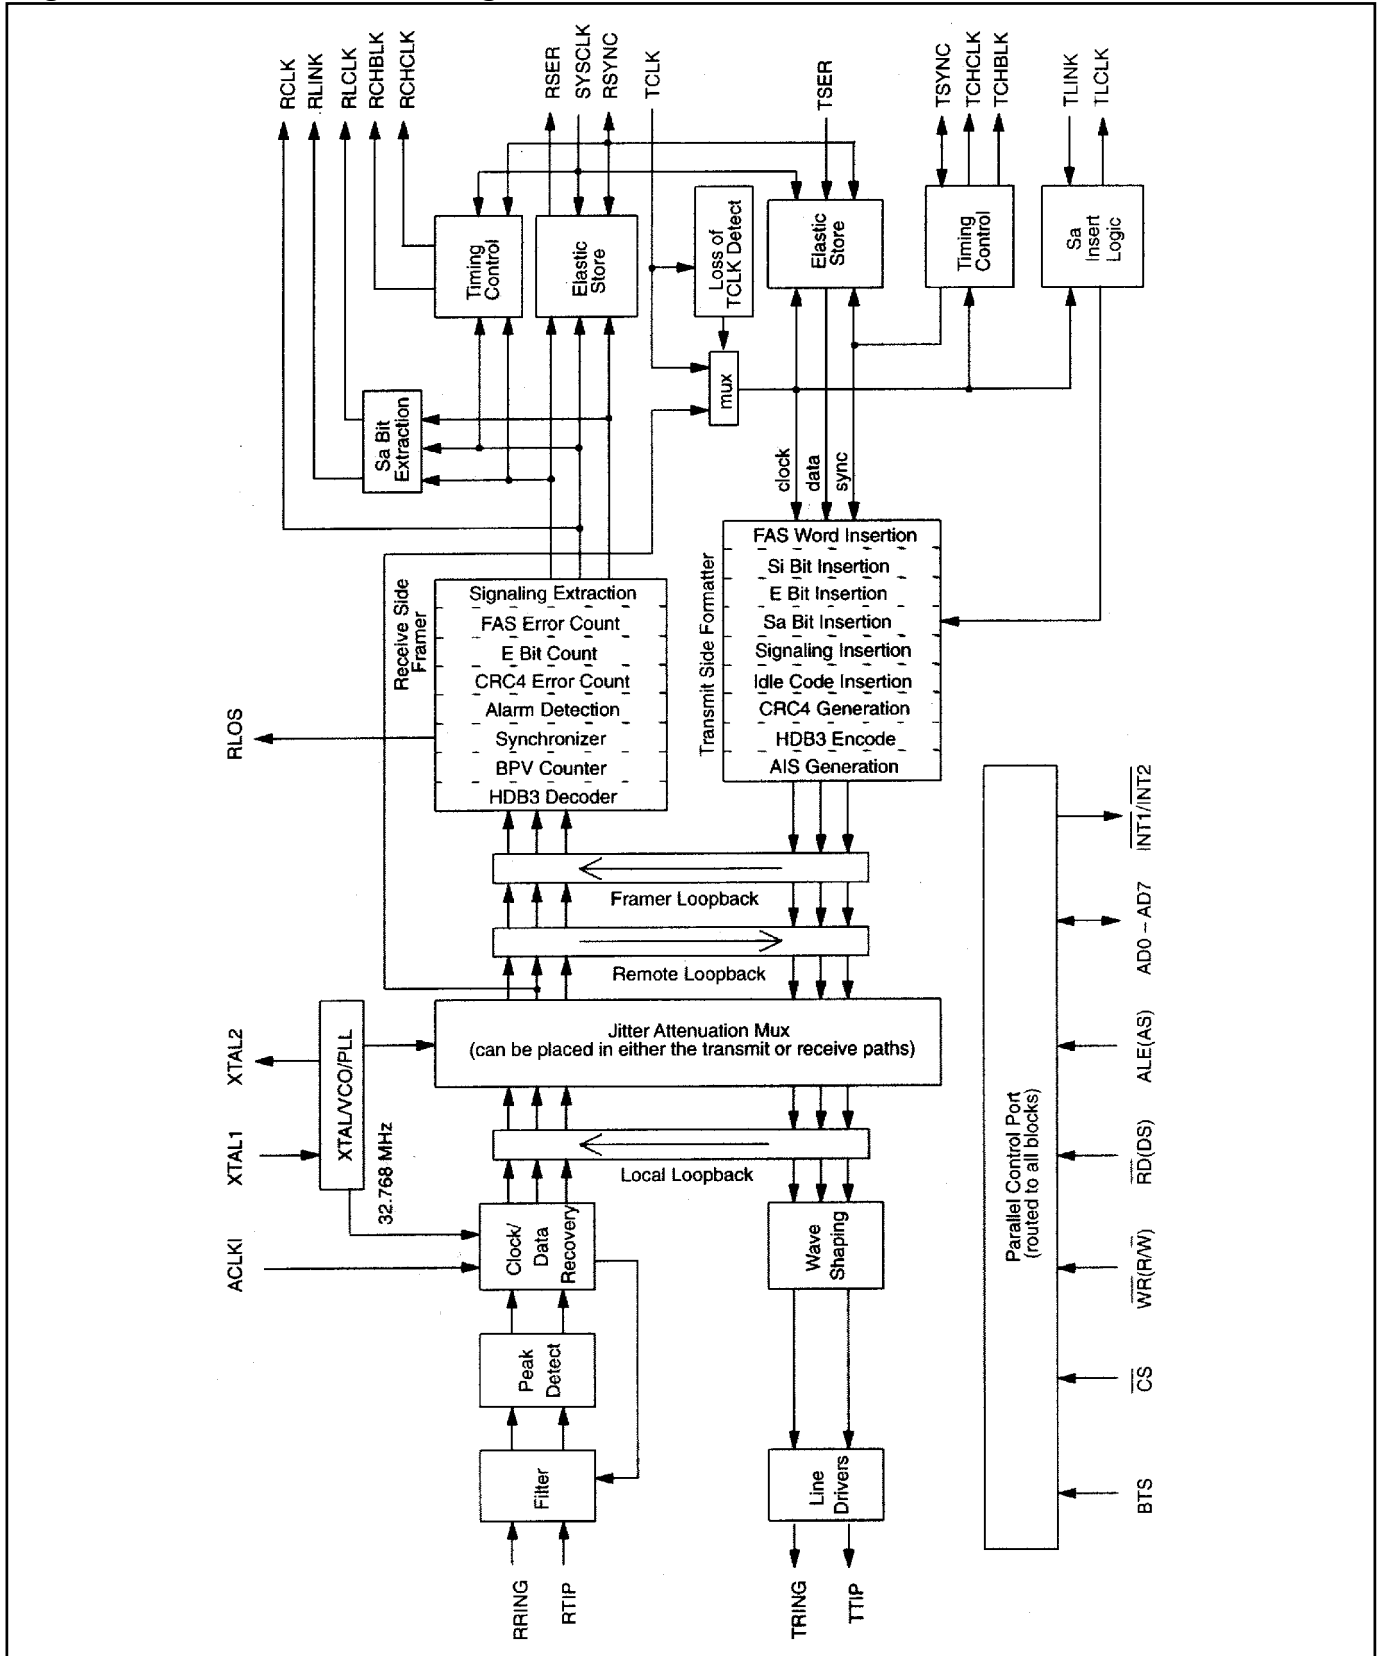 RCLK
RLINK
RLCLK
RCHBLK
RCHCLK
RSER
SYSCLK
RSYNC
TCLK
TSER
TSYNC
TCHCLK
TCHBLK
TLINK
TLCLK
Timing
Control
Elastic
Store
Loss of
TCLK Detect
Elastic
Store
Timing
Control
Sa
Insert
Logic
Sa Bit
Extraction
mux
clock
data
sync
Receive Side
Framer
Signaling Extraction
FAS Error Count
E Bit Count
CRC4 Error Count
Alarm Detection
Synchronizer
BPV Counter
HDB3 Decoder
Transmit Side Formatter
FAS Word Insertion
Si Bit Insertion
E Bit Insertion
Sa Bit Insertion
Signaling Insertion
Idle Code Insertion
CRC4 Generation
HDB3 Encode
AIS Generation
RLOS
Framer Loopback
Remote Loopback
Jitter Attenuation Mux
(can be placed in either the transmit or receive paths)
XTAL2
XTAL1
ACLKI
XTAL/VCO/PLL
32.768 MHz
Local Loopback
Clock/
Data
Recovery
Wave
Shaping
Peak
Detect
Filter
Line
Drivers
RRING
RTIP
TRING
TTIP
Parallel Control Port
(routed to all blocks)
INT1/INT2
AD0 – AD7
ALE(AS)
RD(DS)
WR(R/W)
CS
BTS